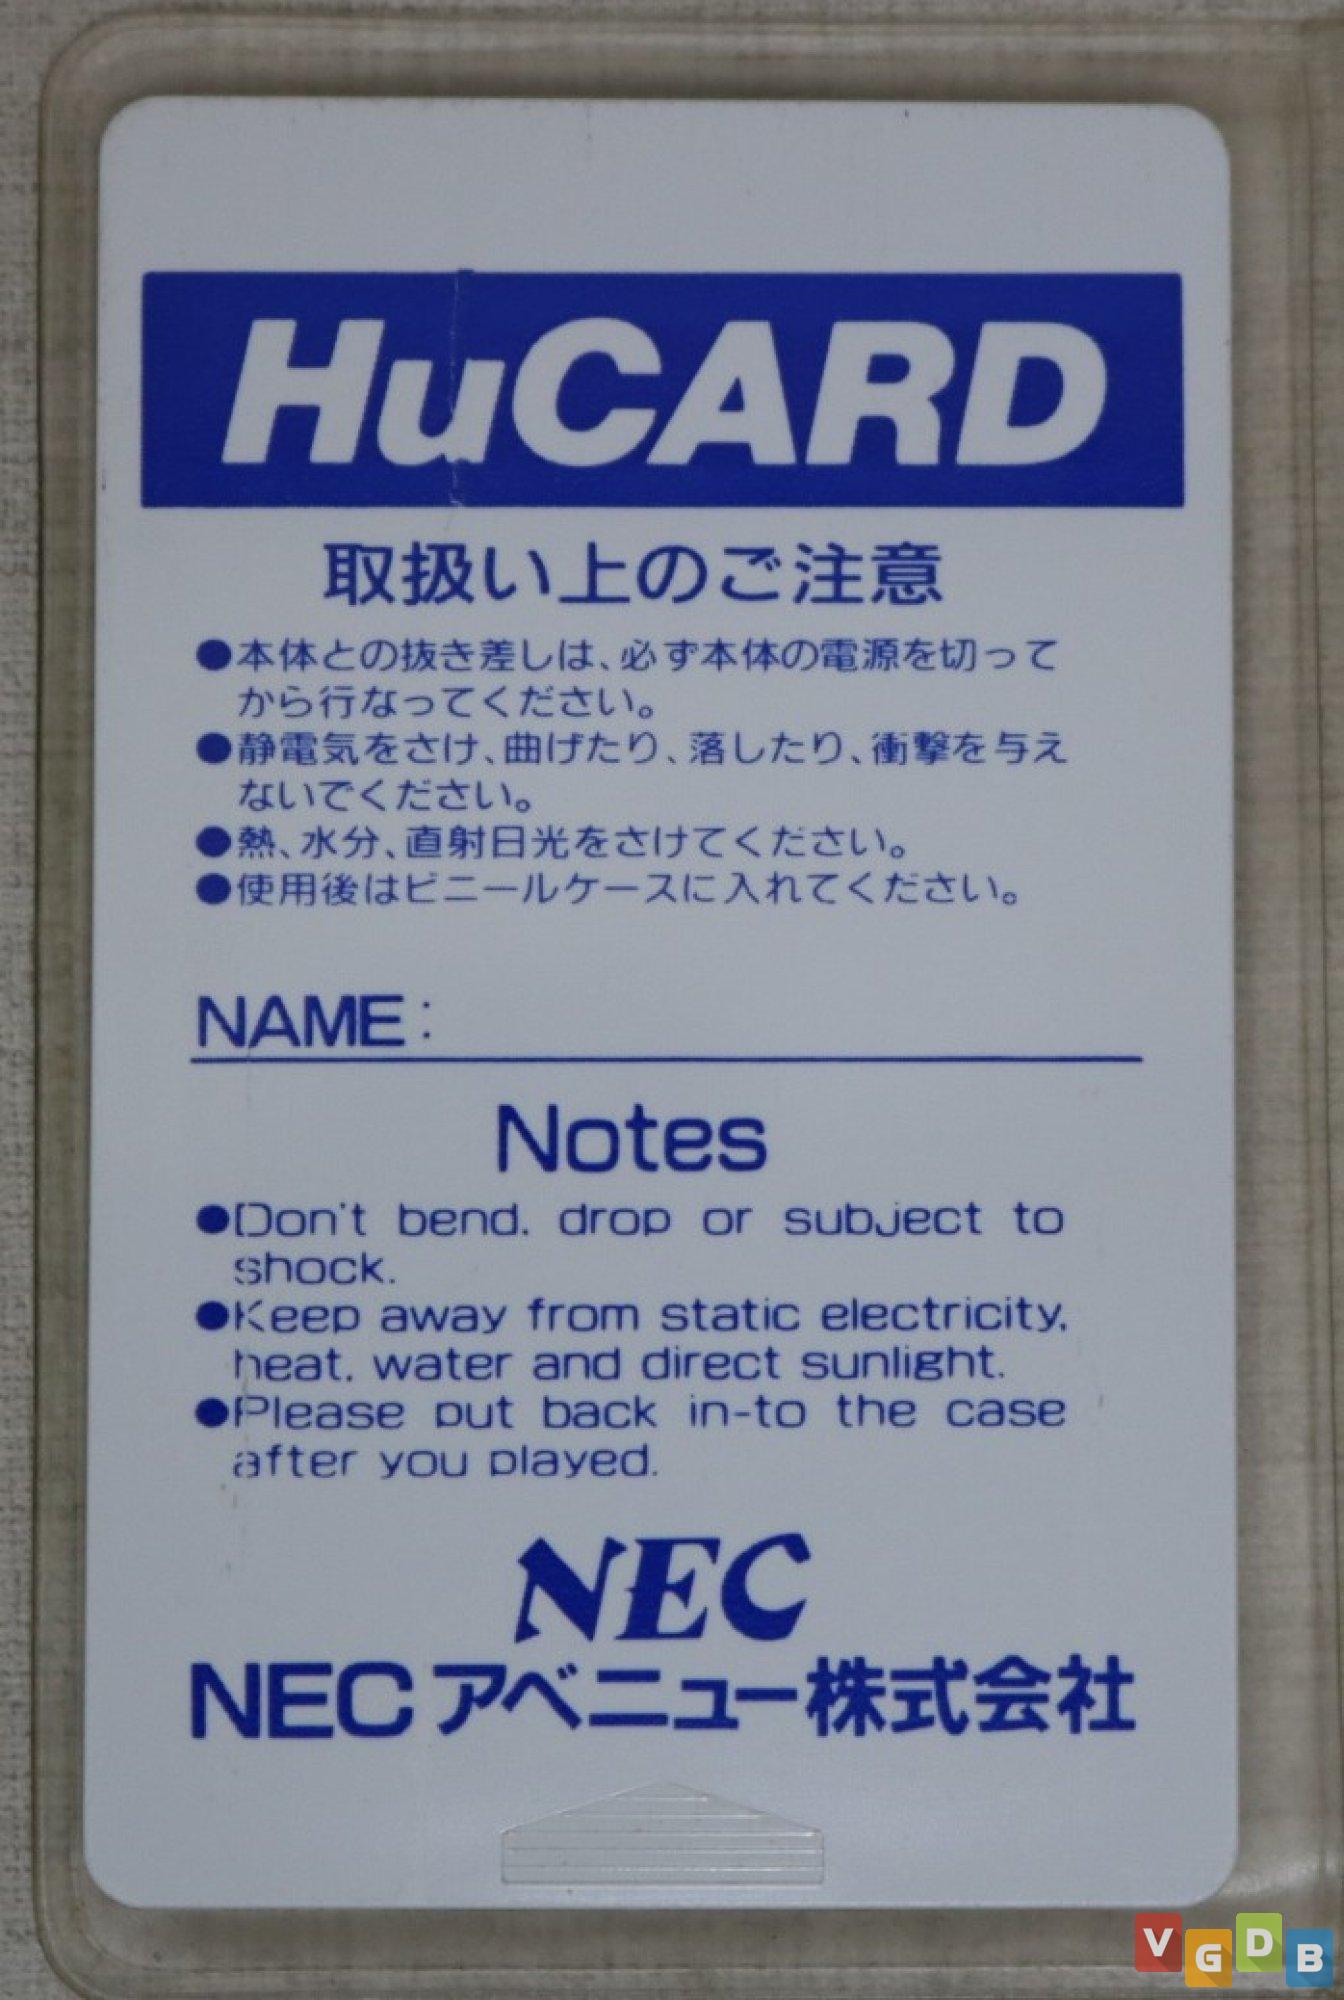 HuCARD
取扱い上のご注意
●本体との抜き差しは、必ず本体の電源を切って
から行なってください。
●静電気をさけ、曲げたり、落したり、衝撃を与え
ないでください。
●熱、水分、直射日光をさけてください。
●使用後はビニールケースに入れてください。
NAME:
Notes
●Don't bend, drop or subject to
shock.
●Keep away from static electricity,
heat, water and direct sunlight.
●Please put back in-to the case
after you played.
NEC
NECアベニュー株式会社
VGDB